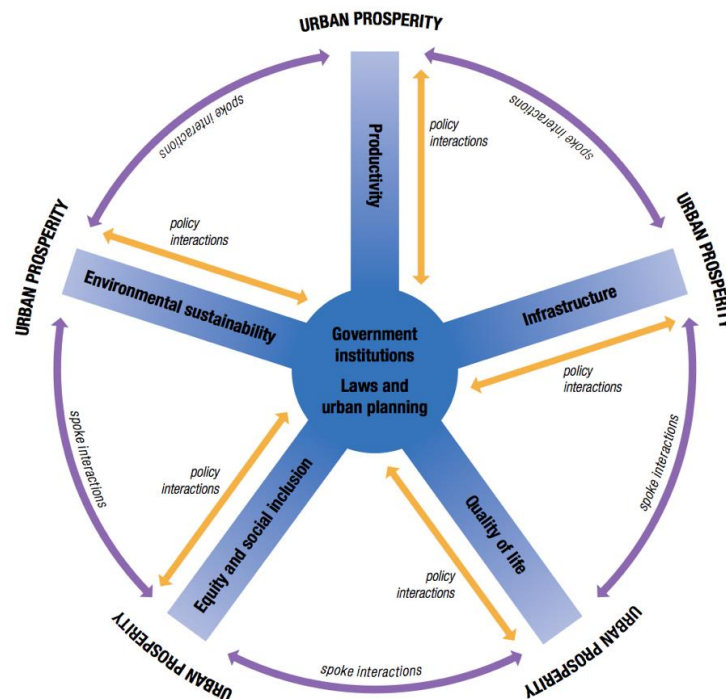 URBAN PROSPERITY
spoke interactions
spoke interactions
Productivity
policy
interactions
URBAN PROSPERITY
policy
interactions
URBAN PROSPERITY
Environmental sustainability
Infrastructure
Government
institutions
Laws and
urban planning
policy
interactions
spoke interactions
policy
interactions
Equity and social inclusion
Quality of life
spoke interactions
policy
interactions
URBAN PROSPERITY
spoke interactions
URBAN PROSPERITY